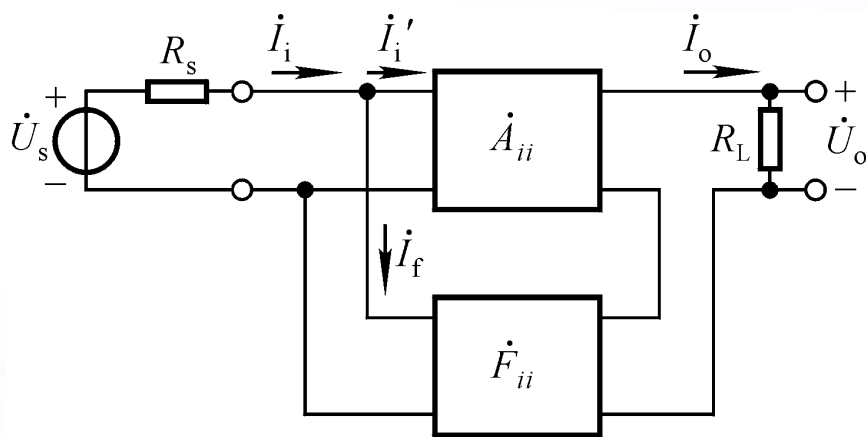 İ_i İ_i′ İ_o
R_s
+ +
U̇_s Ȧ_ii R_L U̇_o
− −
İ_f
Ḟ_ii